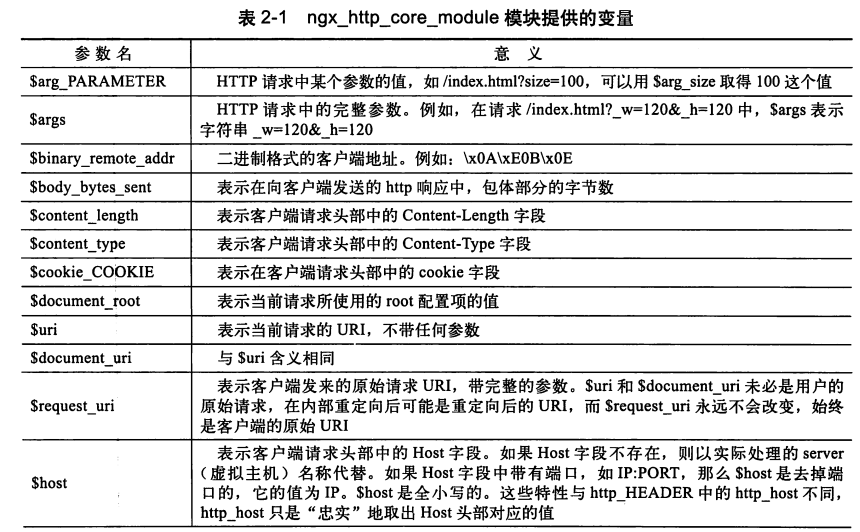 表 2-1 ngx_http_core_module 模块提供的变量
参 数 名 意 义
$arg_PARAMETER HTTP 请求中某个参数的值，如 /index.html?size=100，可以用 $arg_size 取得 100 这个值
HTTP 请求中的完整参数。例如，在请求 /index.html?_w=120&_h=120 中，$args 表示
$args
字符串 _w=120&_h=120
$binary_remote_addr 二进制格式的客户端地址。例如：\x0A\xE0B\x0E
$body_bytes_sent 表示在向客户端发送的 http 响应中，包体部分的字节数
$content_length 表示客户端请求头部中的 Content-Length 字段
$content_type 表示客户端请求头部中的 Content-Type 字段
$cookie_COOKIE 表示在客户端请求头部中的 cookie 字段
$document_root 表示当前请求所使用的 root 配置项的值
$uri 表示当前请求的 URI，不带任何参数
$document_uri 与 $uri 含义相同
表示客户端发来的原始请求 URI，带完整的参数。$uri 和 $document_uri 未必是用户的
$request_uri 原始请求，在内部重定向后可能是重定向后的 URI，而 $request_uri 永远不会改变，始终
是客户端的原始 URI
表示客户端请求头部中的 Host 字段。如果 Host 字段不存在，则以实际处理的 server
（虚拟主机）名称代替。如果 Host 字段中带有端口，如 IP:PORT，那么 $host 是去掉端
$host
口的，它的值为 IP。$host 是全小写的。这些特性与 http_HEADER 中的 http_host 不同，
http_host 只是“忠实”地取出 Host 头部对应的值